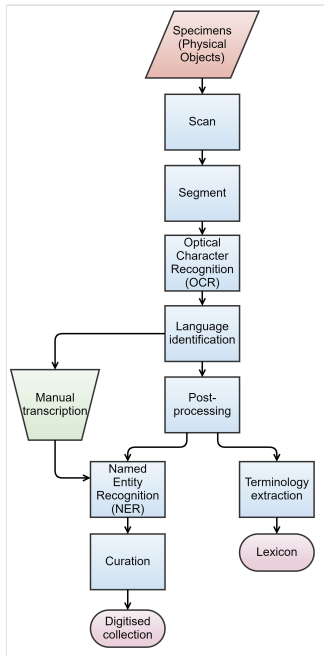 Specimens
(Physical
Objects)
Scan
Segment
Optical
Character
Recognition
(OCR)
Language
identification
Manual
transcription
Post-
processing
Named
Entity
Recognition
(NER)
Terminology
extraction
Curation
Lexicon
Digitised
collection